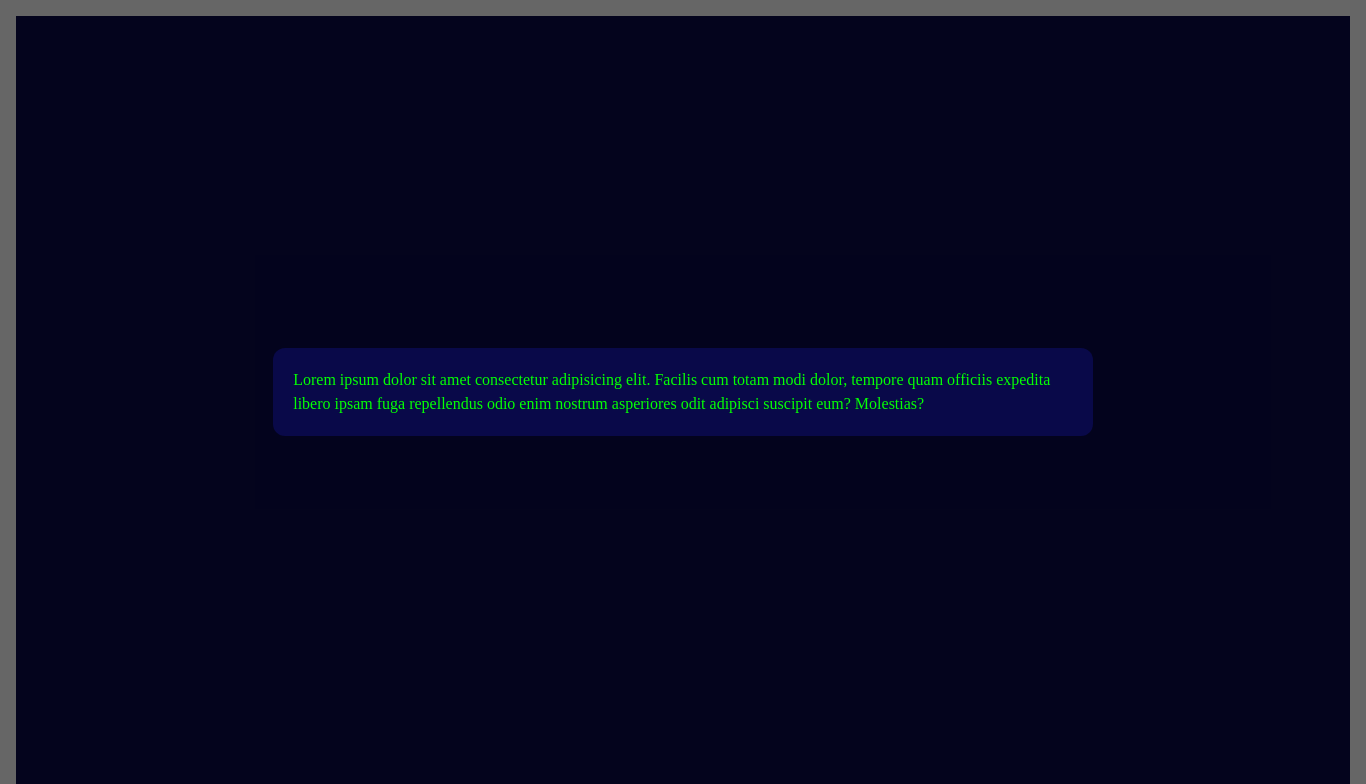 Lorem ipsum dolor sit amet consectetur adipisicing elit. Facilis cum totam modi dolor, tempore quam officiis expedita
libero ipsam fuga repellendus odio enim nostrum asperiores odit adipisci suscipit eum? Molestias?